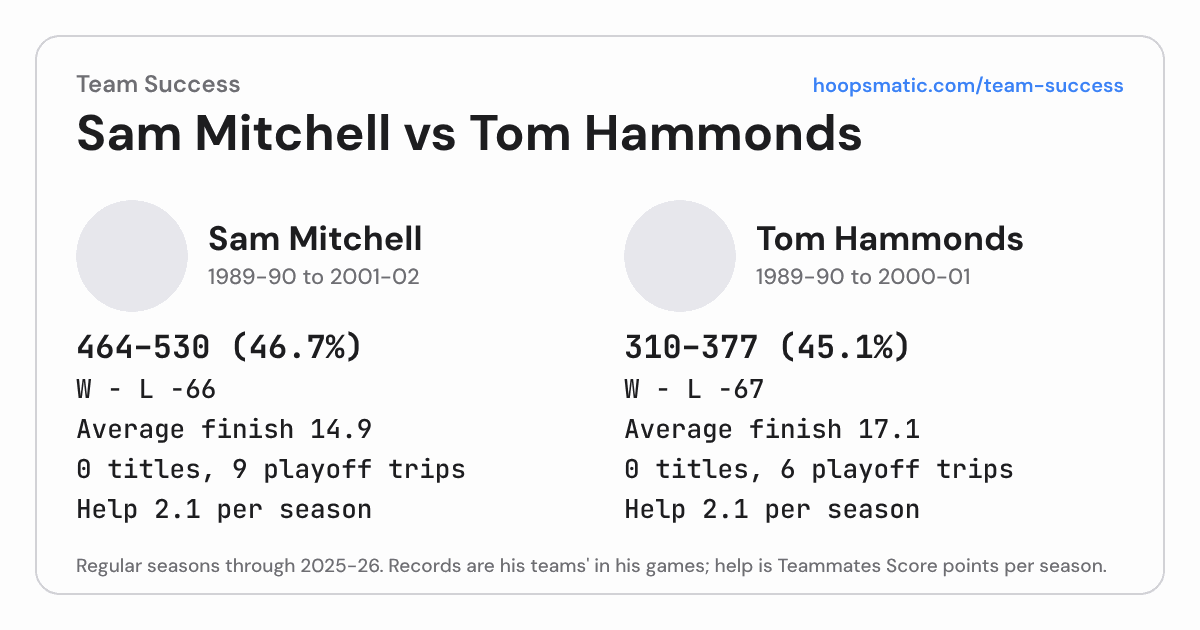 Team Success
hoopsmatic.com/team-success
Sam Mitchell vs Tom Hammonds
Sam Mitchell
1989-90 to 2001-02
464-530 (46.7%)
W - L -66
Average finish 14.9
0 titles, 9 playoff trips
Help 2.1 per season
Tom Hammonds
1989-90 to 2000-01
310-377 (45.1%)
W - L -67
Average finish 17.1
0 titles, 6 playoff trips
Help 2.1 per season
Regular seasons through 2025-26. Records are his teams' in his games; help is Teammates Score points per season.